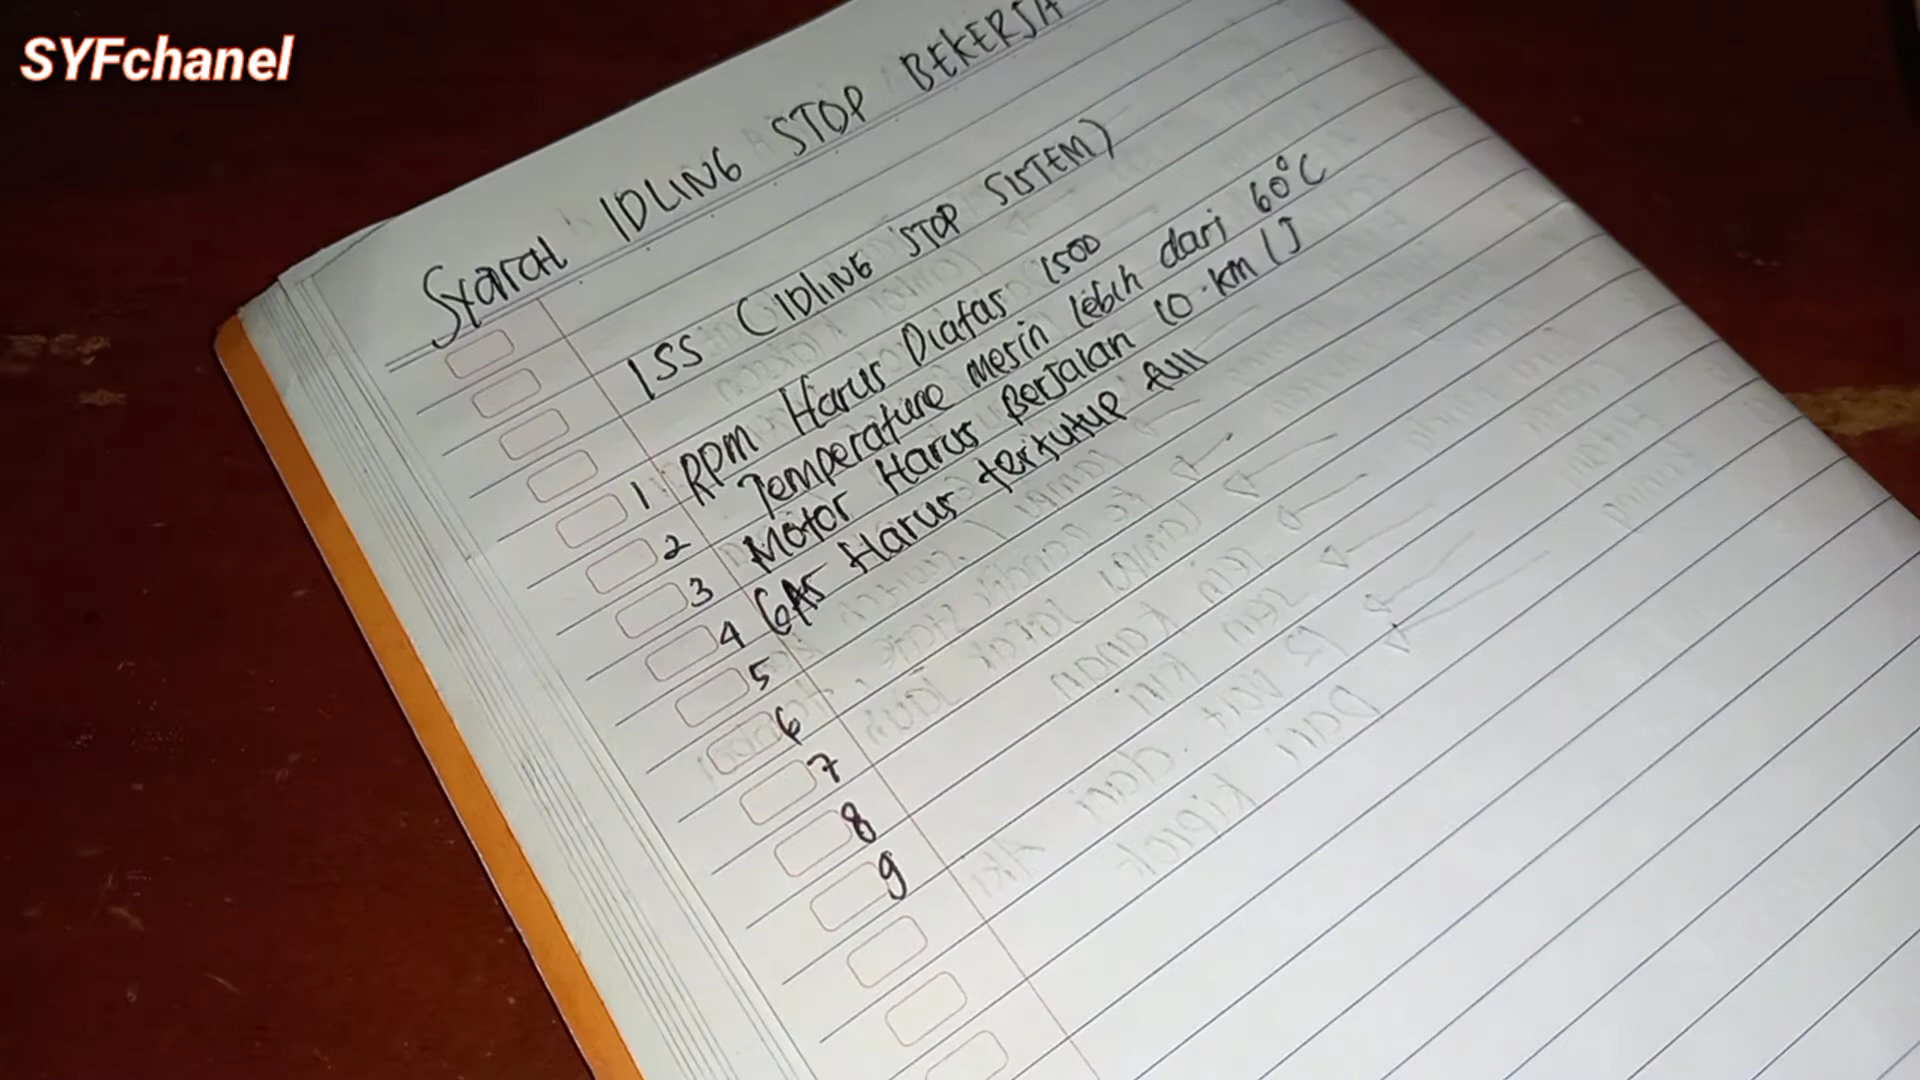 SYFchanel
Syarat IDLING STOP BEKERJA
ISS (IDLING STOP SISTEM)
1 RPM Harus Diatas 1500
2 Temperature mesin lebih dari 60°C
3 Motor Harus Berjalan 10 km/J
4 GAS Harus tertutup full
5
6
7
8
9